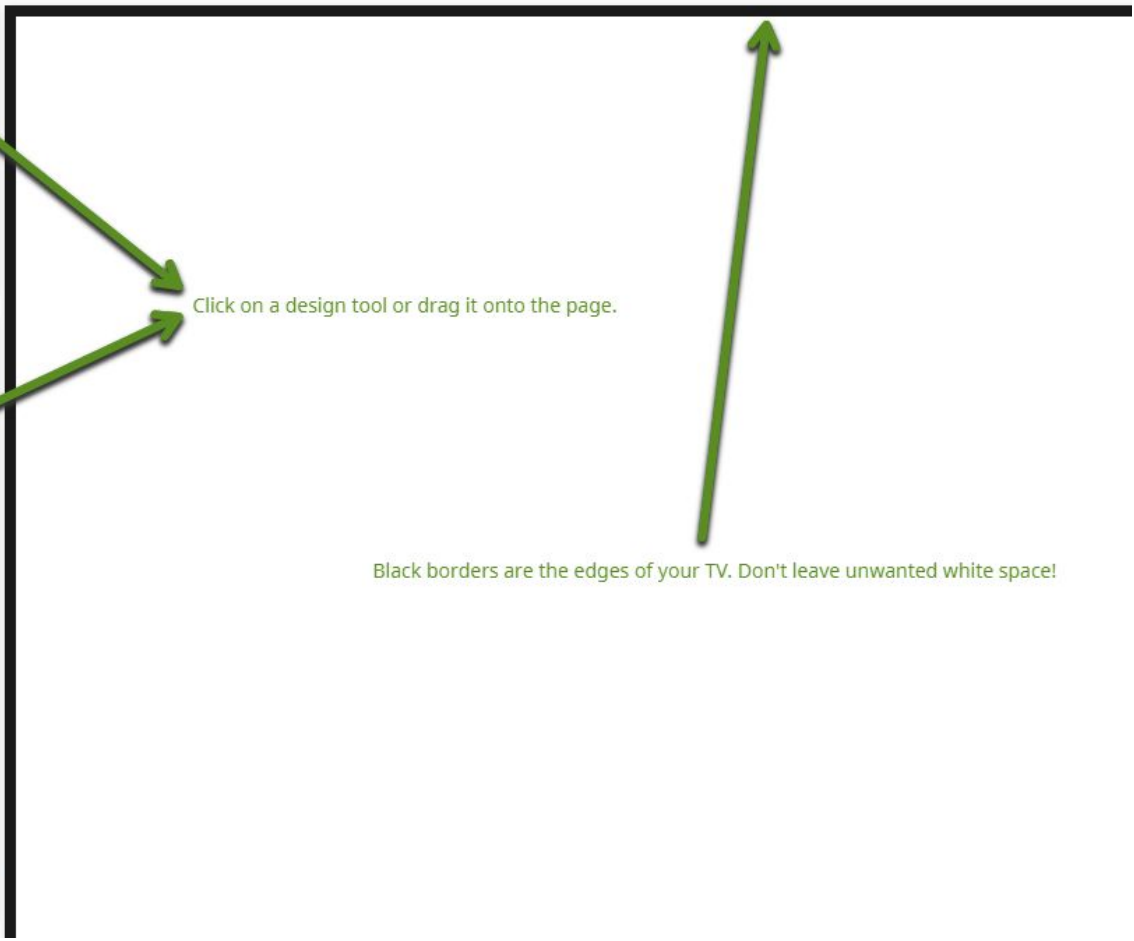 Click on a design tool or drag it onto the page.
Black borders are the edges of your TV. Don't leave unwanted white space!